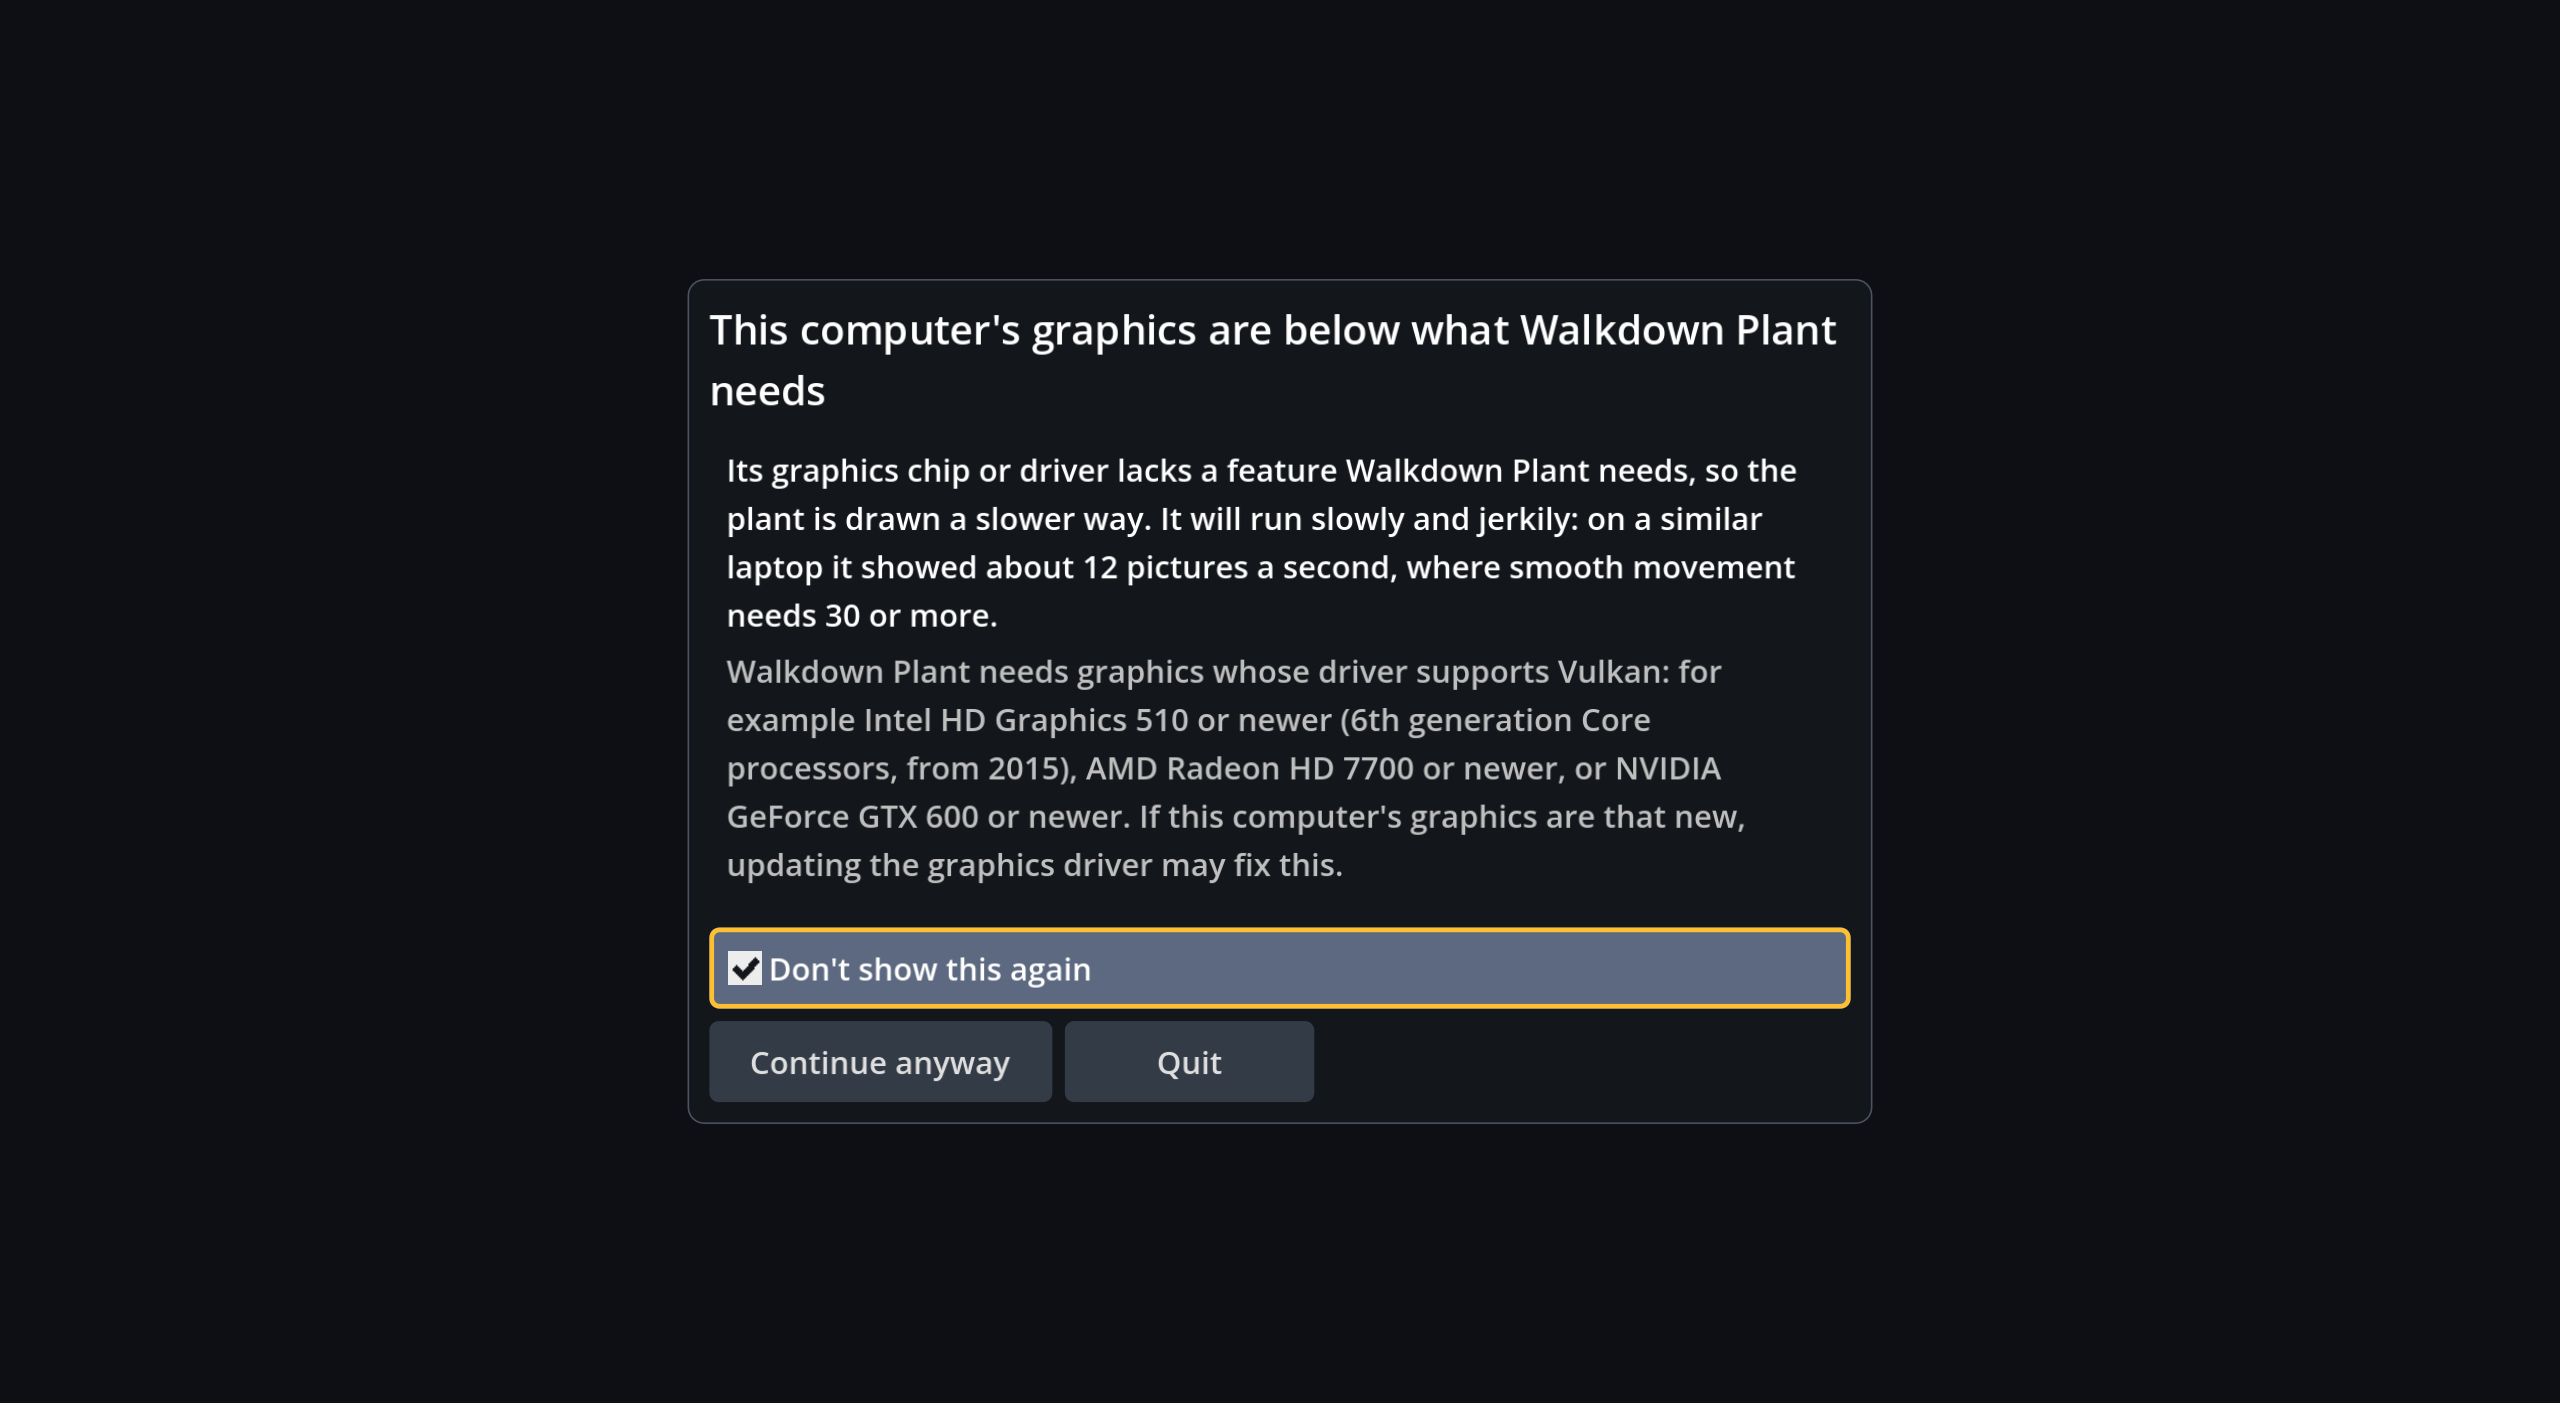 This computer's graphics are below what Walkdown Plant
needs
Its graphics chip or driver lacks a feature Walkdown Plant needs, so the
plant is drawn a slower way. It will run slowly and jerkily: on a similar
laptop it showed about 12 pictures a second, where smooth movement
needs 30 or more.
Walkdown Plant needs graphics whose driver supports Vulkan: for
example Intel HD Graphics 510 or newer (6th generation Core
processors, from 2015), AMD Radeon HD 7700 or newer, or NVIDIA
GeForce GTX 600 or newer. If this computer's graphics are that new,
updating the graphics driver may fix this.
Don't show this again
Continue anyway
Quit